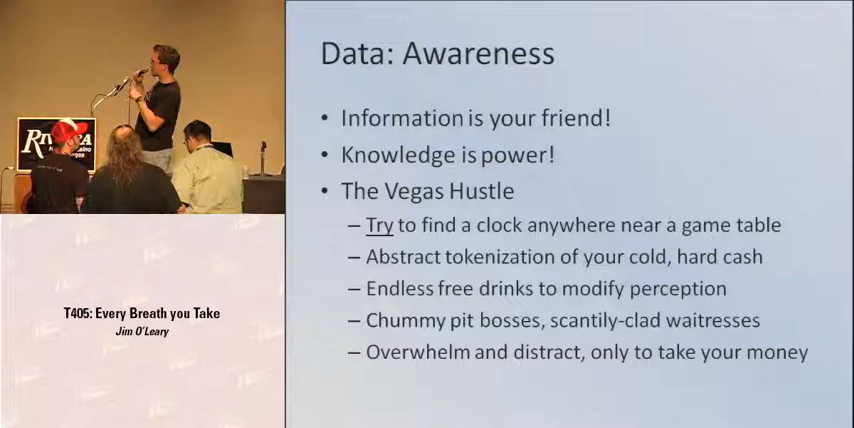 Data: Awareness
• Information is your friend!
• Knowledge is power!
• The Vegas Hustle
– Try to find a clock anywhere near a game table
– Abstract tokenization of your cold, hard cash
– Endless free drinks to modify perception
– Chummy pit bosses, scantily-clad waitresses
– Overwhelm and distract, only to take your money
T405: Every Breath you Take
Jim O'Leary